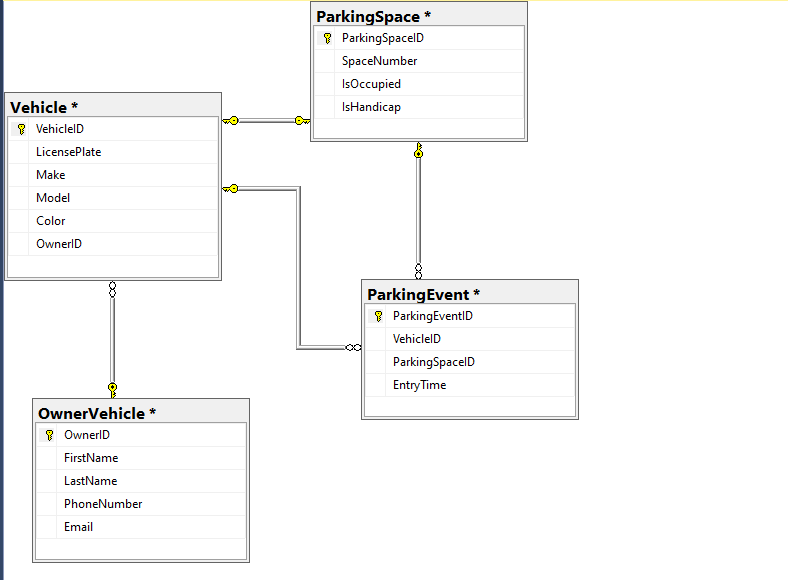 ParkingSpace *
ParkingSpaceID
SpaceNumber
IsOccupied
IsHandicap
Vehicle *
VehicleID
LicensePlate
Make
Model
Color
OwnerID
ParkingEvent *
ParkingEventID
VehicleID
ParkingSpaceID
EntryTime
OwnerVehicle *
OwnerID
FirstName
LastName
PhoneNumber
Email